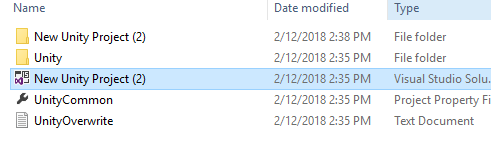 Name Date modified Type
New Unity Project (2) 2/12/2018 2:38 PM File folder
Unity 2/12/2018 2:35 PM File folder
New Unity Project (2) 2/12/2018 2:35 PM Visual Studio Solu...
UnityCommon 2/12/2018 2:35 PM Project Property Fi
UnityOverwrite 2/12/2018 2:35 PM Text Document